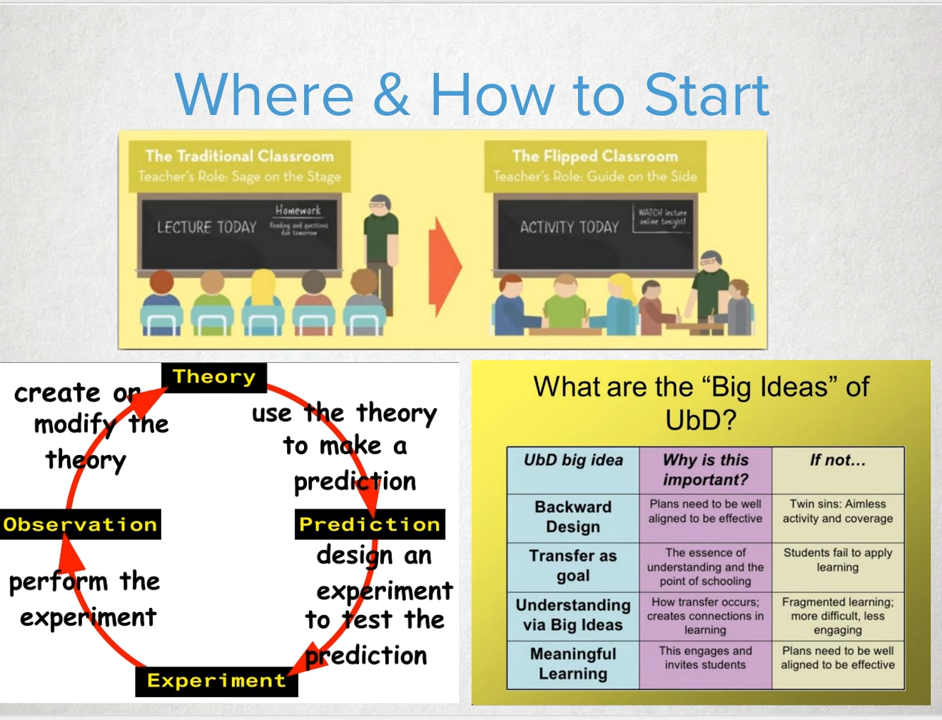 Where & How to Start
The Traditional Classroom
Teacher's Role: Sage on the Stage
LECTURE TODAY
Homework
Reading and questions
for tomorrow
The Flipped Classroom
Teacher's Role: Guide on the Side
ACTIVITY TODAY
WATCH lecture
online tonight!
Theory
create or
modify the
theory
use the theory
to make a
prediction
Observation
Prediction
perform the
experiment
design an
experiment
to test the
prediction
Experiment
What are the “Big Ideas” of
UbD?
UbD big idea
Why is this
important?
If not…
Backward
Design
Plans need to be well
aligned to be effective
Twin sins: Aimless
activity and coverage
Transfer as
goal
The essence of
understanding and the
point of schooling
Students fail to apply
learning
Understanding
via Big Ideas
How transfer occurs;
creates connections in
learning
Fragmented learning;
more difficult, less
engaging
Meaningful
Learning
This engages and
invites students
Plans need to be well
aligned to be effective